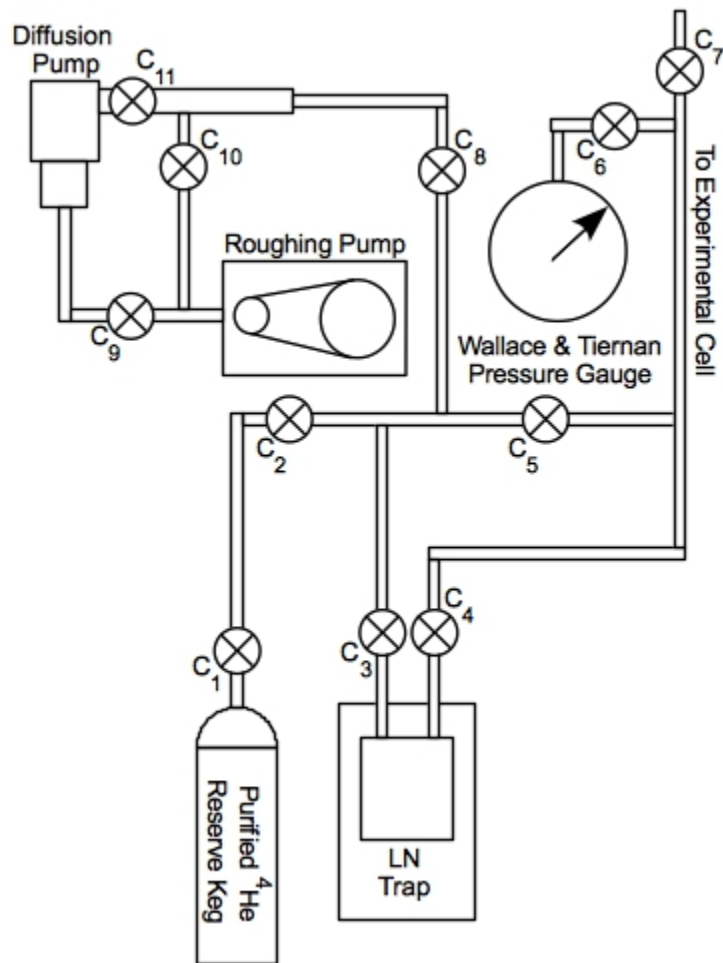 Diffusion
Pump
C11
C10
C8
C7
C6
To Experimental Cell
Roughing Pump
C9
Wallace & Tiernan
Pressure Gauge
C2
C5
C1
C3
C4
Purified 4He
Reserve Keg
LN
Trap